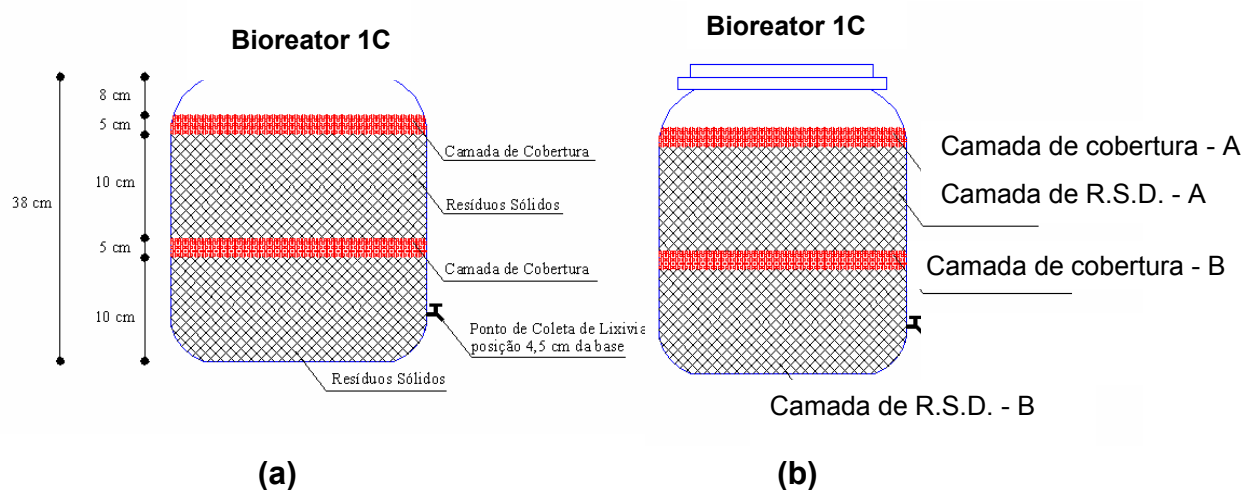 Bioreator 1C
8 cm
5 cm
10 cm
38 cm
5 cm
10 cm
Camada de Cobertura
Resíduos Sólidos
Camada de Cobertura
Ponto de Coleta de Lixivia
posição 4,5 cm da base
Resíduos Sólidos
(a)
Bioreator 1C
Camada de cobertura - A
Camada de R.S.D. - A
Camada de cobertura - B
Camada de R.S.D. - B
(b)